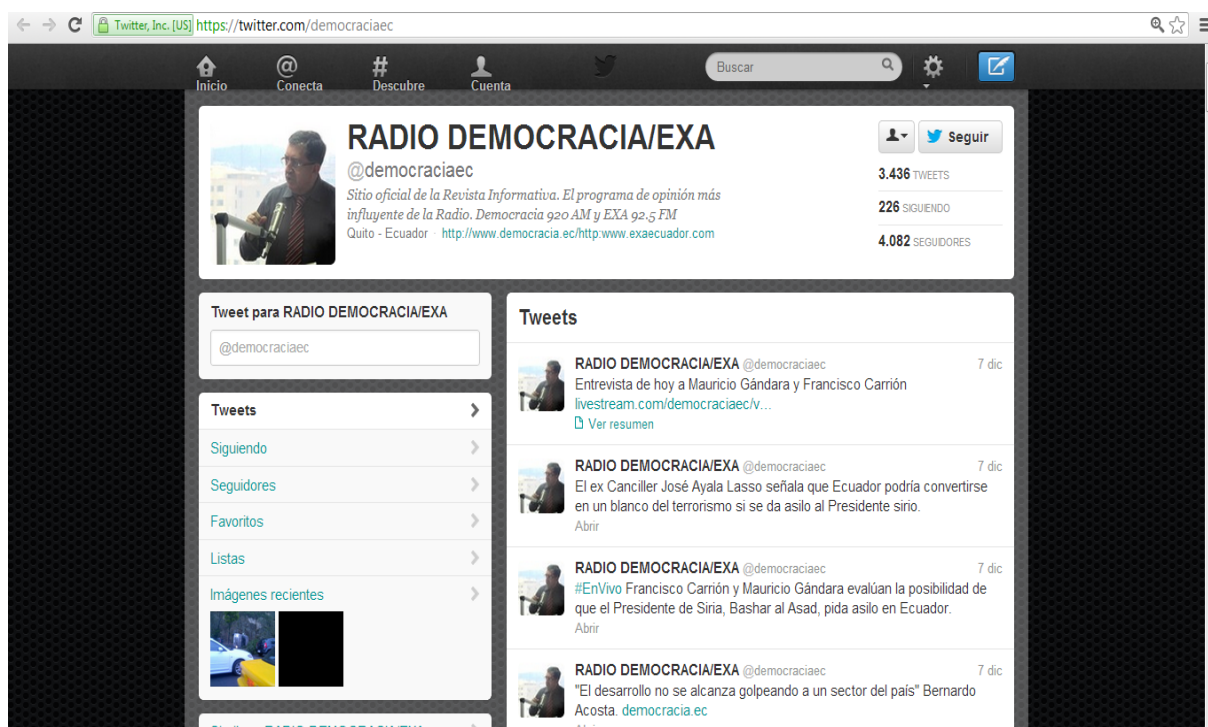 Twitter, Inc. [US] https://twitter.com/democraciaec
Inicio
Conecta
Descubre
Cuenta
Buscar
RADIO DEMOCRACIA/EXA
@democraciaec
Sitio oficial de la Revista Informativa. El programa de opinión más
influyente de la Radio. Democracia 920 AM y EXA 92.5 FM
Quito - Ecuador · http://www.democracia.ec/http:www.exaecuador.com
Seguir
3.436 TWEETS
226 SIGUIENDO
4.082 SEGUIDORES
Tweet para RADIO DEMOCRACIA/EXA
@democraciaec
Tweets
Siguiendo
Seguidores
Favoritos
Listas
Imágenes recientes
Tweets
RADIO DEMOCRACIA/EXA @democraciaec 7 dic
Entrevista de hoy a Mauricio Gándara y Francisco Carrión
livestream.com/democraciaec/v…
Ver resumen
RADIO DEMOCRACIA/EXA @democraciaec 7 dic
El ex Canciller José Ayala Lasso señala que Ecuador podría convertirse
en un blanco del terrorismo si se da asilo al Presidente sirio.
Abrir
RADIO DEMOCRACIA/EXA @democraciaec 7 dic
#EnVivo Francisco Carrión y Mauricio Gándara evalúan la posibilidad de
que el Presidente de Siria, Bashar al Asad, pida asilo en Ecuador.
Abrir
RADIO DEMOCRACIA/EXA @democraciaec 7 dic
"El desarrollo no se alcanza golpeando a un sector del país" Bernardo
Acosta. democracia.ec